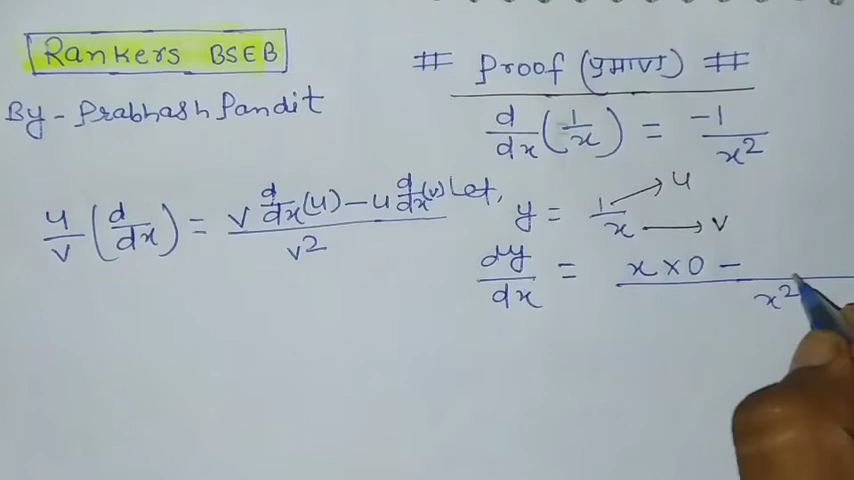 Rankers BSEB
By - Prabhash Pandit
# Proof (प्रमाण) #
d/dx (1/x) = -1/x²
u/v (d/dx) = v d/dx (u) - u d/dx (v) / v²
Let, y = 1/x → u → v
dy/dx = x × 0 - / x²